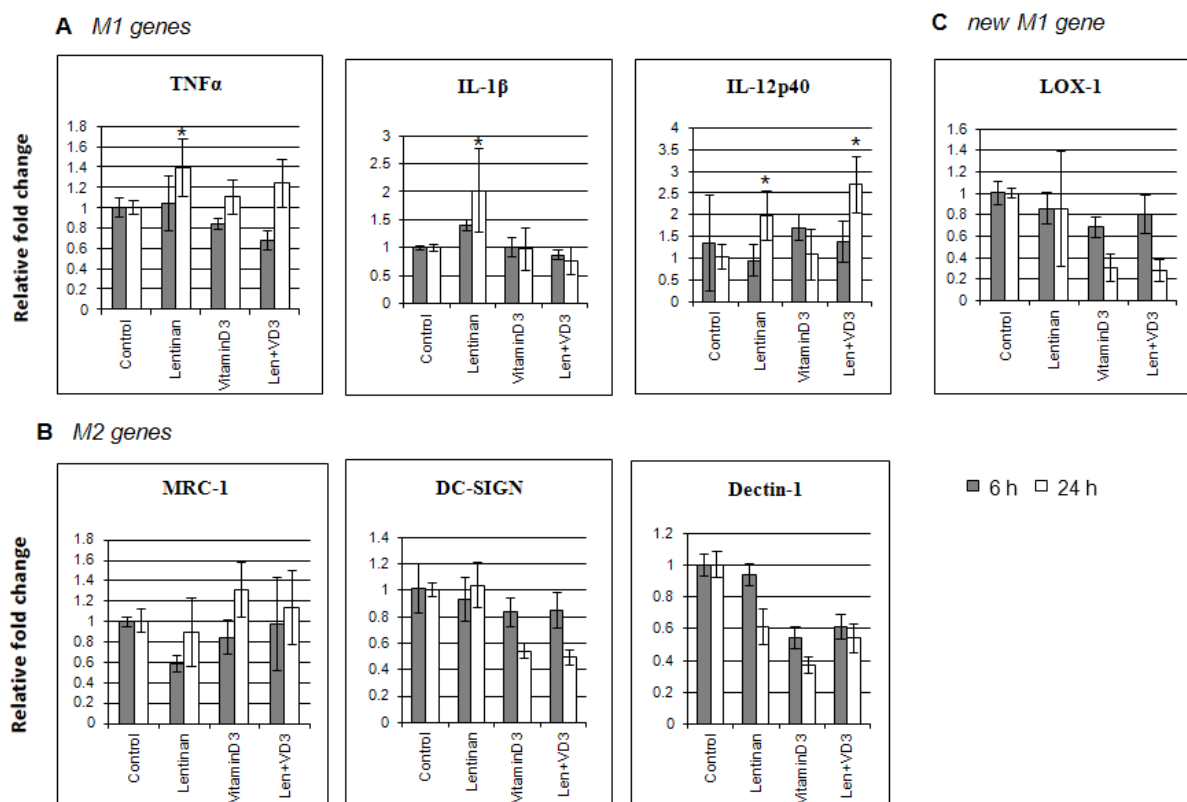 A M1 genes
C new M1 gene
Relative fold change
TNFα
1.8
1.6
1.4
1.2
1
0.8
0.6
0.4
0.2
0
*
Control
Lentinan
VitaminD3
Len+VD3
IL-1β
3
2.5
2
1.5
1
0.5
0
*
Control
Lentinan
VitaminD3
Len+VD3
IL-12p40
4
3.5
3
2.5
2
1.5
1
0.5
0
*
*
Control
Lentinan
VitaminD3
Len+VD3
LOX-1
1.6
1.4
1.2
1
0.8
0.6
0.4
0.2
0
Control
Lentinan
VitaminD3
Len+VD3
B M2 genes
Relative fold change
MRC-1
1.8
1.6
1.4
1.2
1
0.8
0.6
0.4
0.2
0
Control
Lentinan
VitaminD3
Len+VD3
DC-SIGN
1.4
1.2
1
0.8
0.6
0.4
0.2
0
Control
Lentinan
VitaminD3
Len+VD3
Dectin-1
1.2
1
0.8
0.6
0.4
0.2
0
Control
Lentinan
VitaminD3
Len+VD3
6 h 24 h